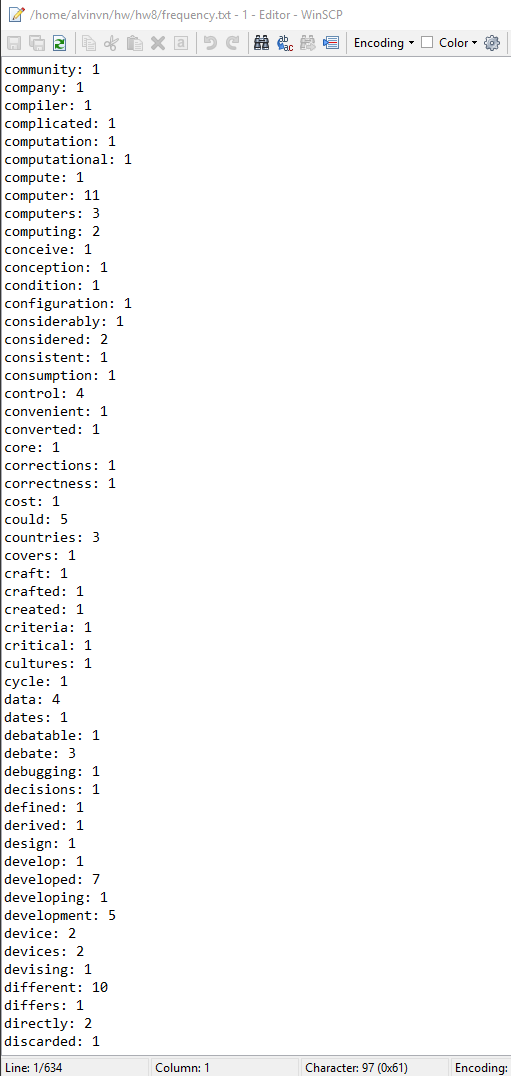 /home/alvinvn/hw/hw8/frequency.txt - 1 - Editor - WinSCP
Encoding Color
community: 1
company: 1
compiler: 1
complicated: 1
computation: 1
computational: 1
compute: 1
computer: 11
computers: 3
computing: 2
conceive: 1
conception: 1
condition: 1
configuration: 1
considerably: 1
considered: 2
consistent: 1
consumption: 1
control: 4
convenient: 1
converted: 1
core: 1
corrections: 1
correctness: 1
cost: 1
could: 5
countries: 3
covers: 1
craft: 1
crafted: 1
created: 1
criteria: 1
critical: 1
cultures: 1
cycle: 1
data: 4
dates: 1
debatable: 1
debate: 3
debugging: 1
decisions: 1
defined: 1
derived: 1
design: 1
develop: 1
developed: 7
developing: 1
development: 5
device: 2
devices: 2
devising: 1
different: 10
differs: 1
directly: 2
discarded: 1
Line: 1/634 Column: 1 Character: 97 (0x61) Encoding: